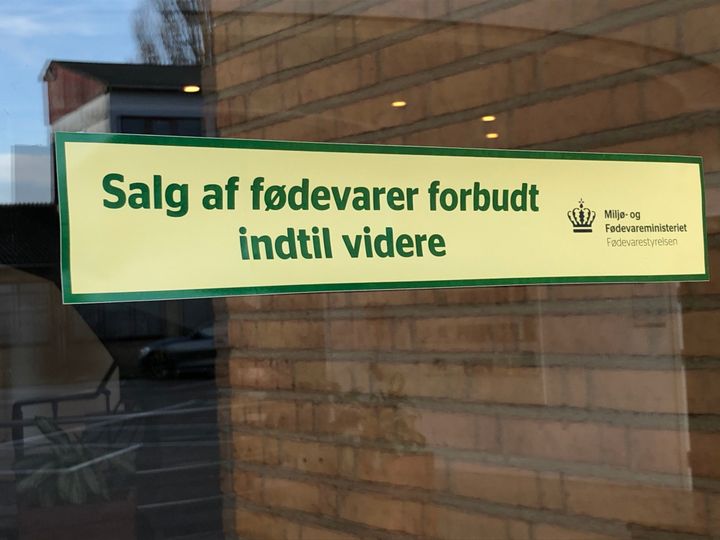 Salg af fødevarer forbudt
indtil videre
Miljø- og
Fødevareministeriet
Fødevarestyrelsen